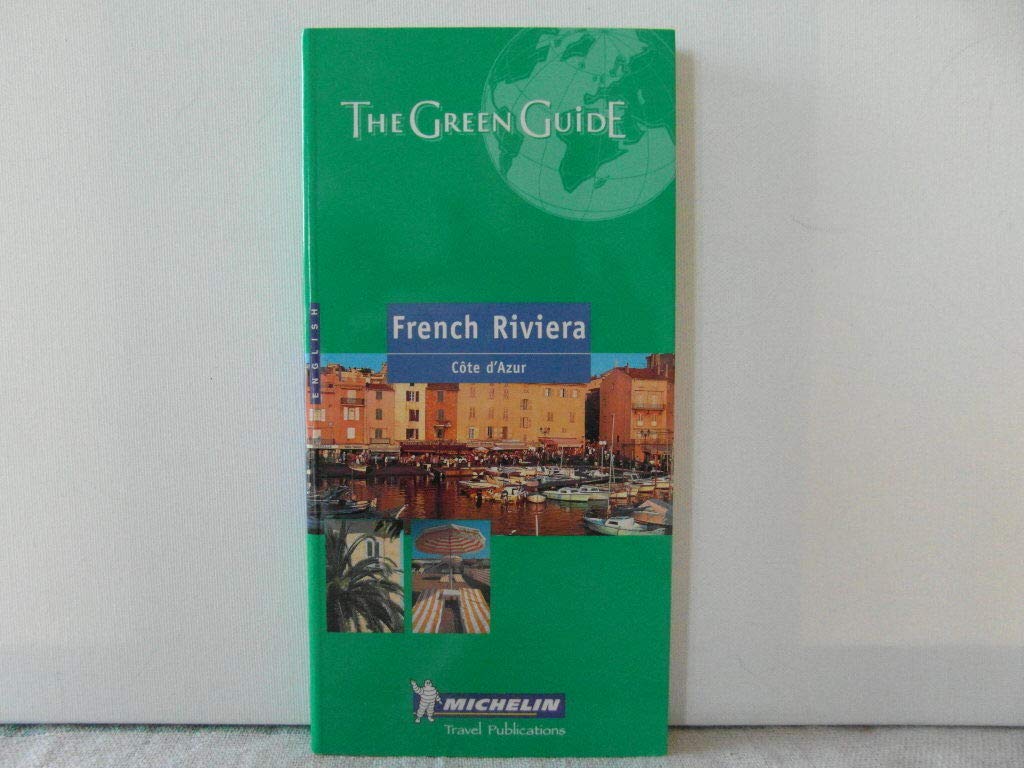 THE GREEN GUIDE
ENGLISH
French Riviera
Côte d'Azur
MICHELIN
Travel Publications